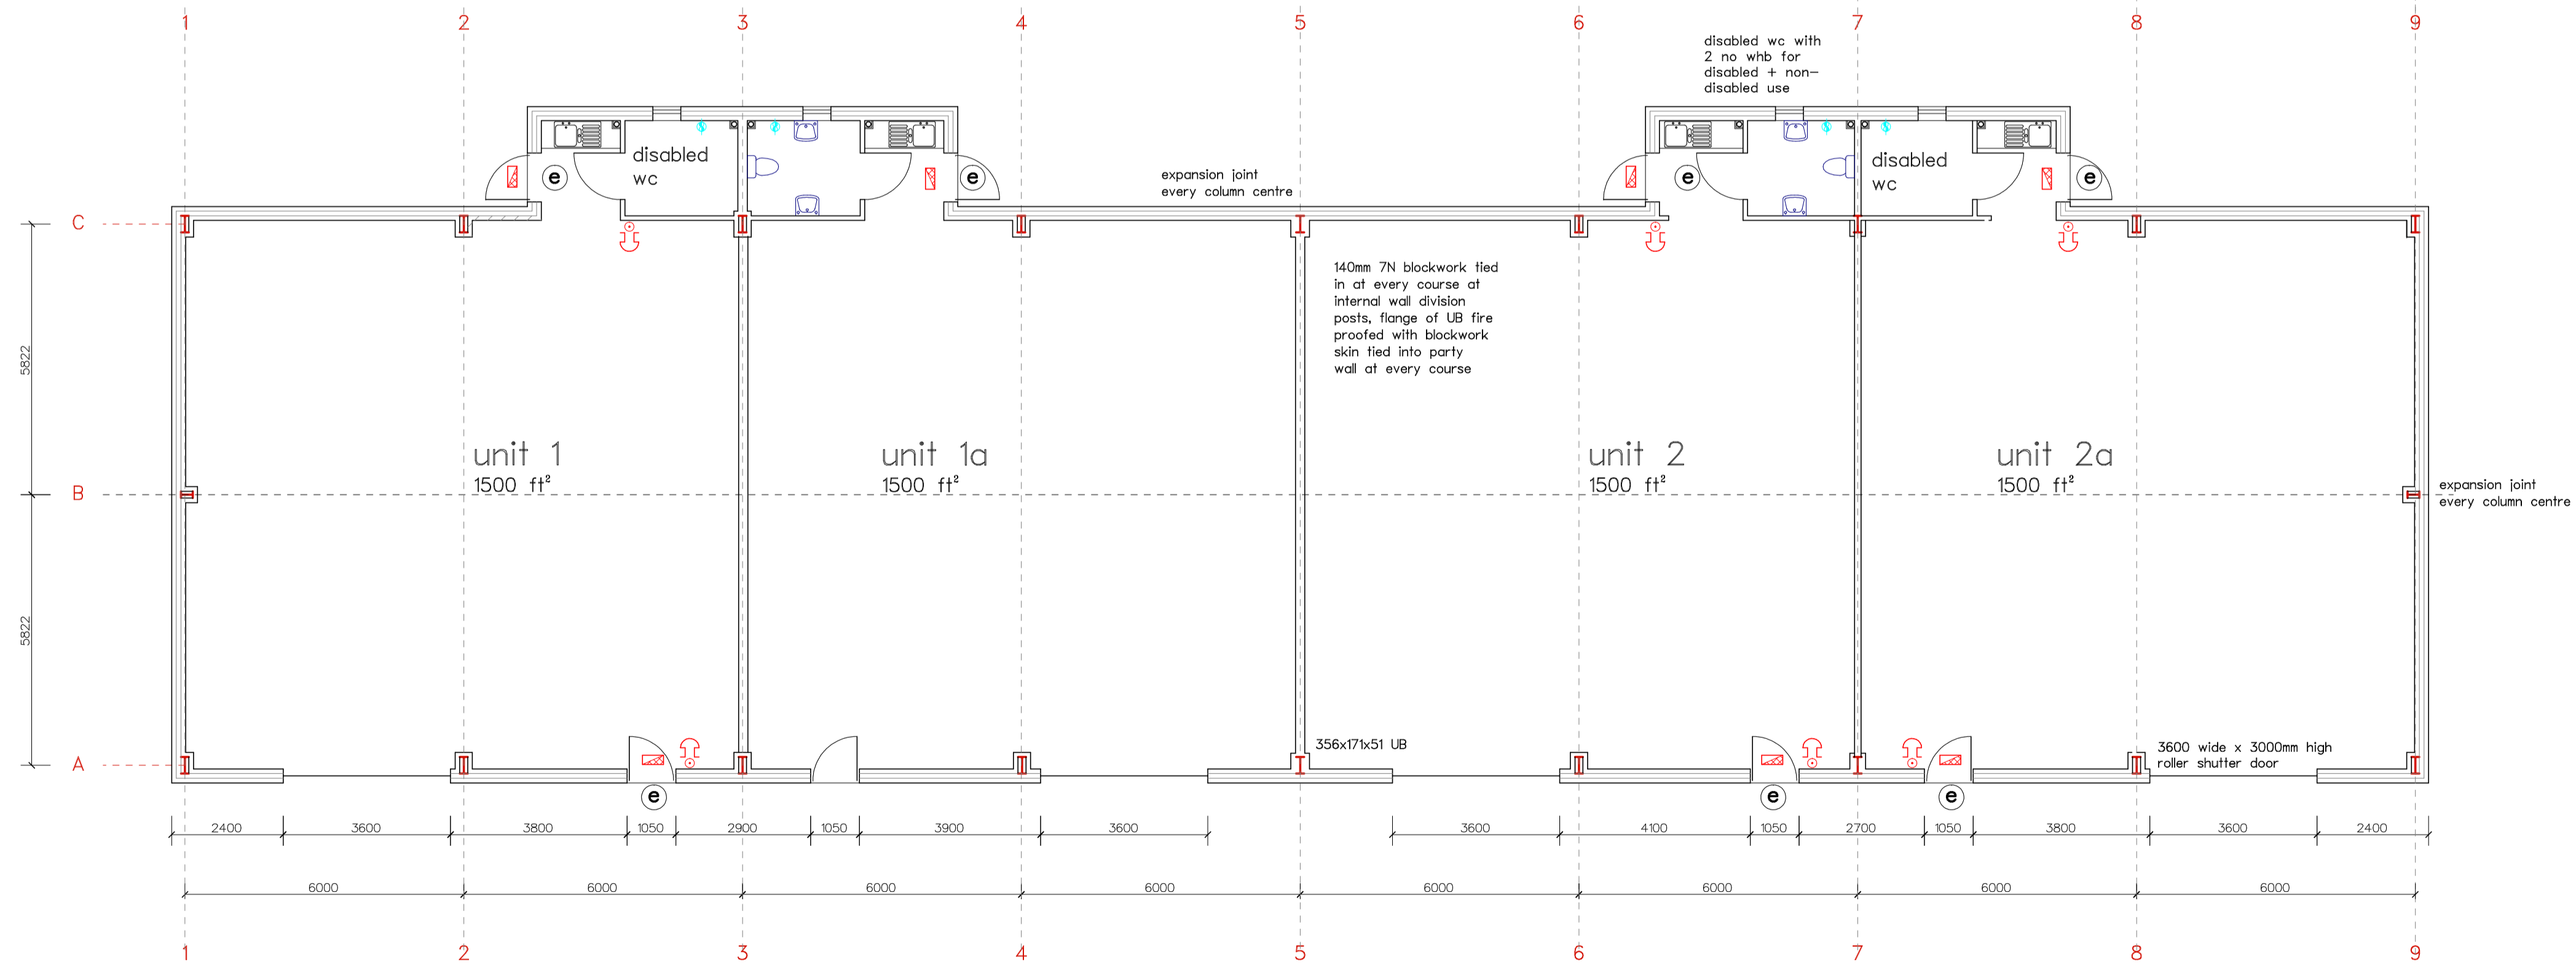 1 2 3 4 5 6 7 8 9
disabled wc with
2 no whb for
disabled + non-
disabled use
disabled
wc
disabled
wc
e e e e
expansion joint
every column centre
C
140mm 7N blockwork tied
in at every course at
internal wall division
posts, flange of UB fire
proofed with blockwork
skin tied into party
wall at every course
5822
unit 1
1500 ft²
unit 1a
1500 ft²
unit 2
1500 ft²
unit 2a
1500 ft²
B
expansion joint
every column centre
5822
356x171x51 UB
3600 wide x 3000mm high
roller shutter door
A
e e e
2400 3600 3800 1050 2900 1050 3900 3600 3600 4100 1050 2700 1050 3800 3600 2400
6000 6000 6000 6000 6000 6000 6000 6000
1 2 3 4 5 6 7 8 9